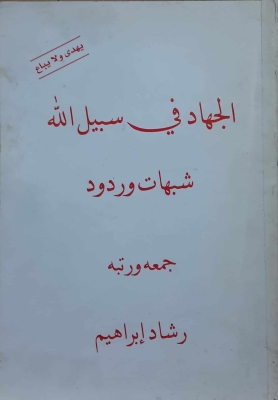 يهدى ولا يباع
الجهاد في سبيل الله
شبهات وردود
جمعه ورتبه
رشاد إبراهيم